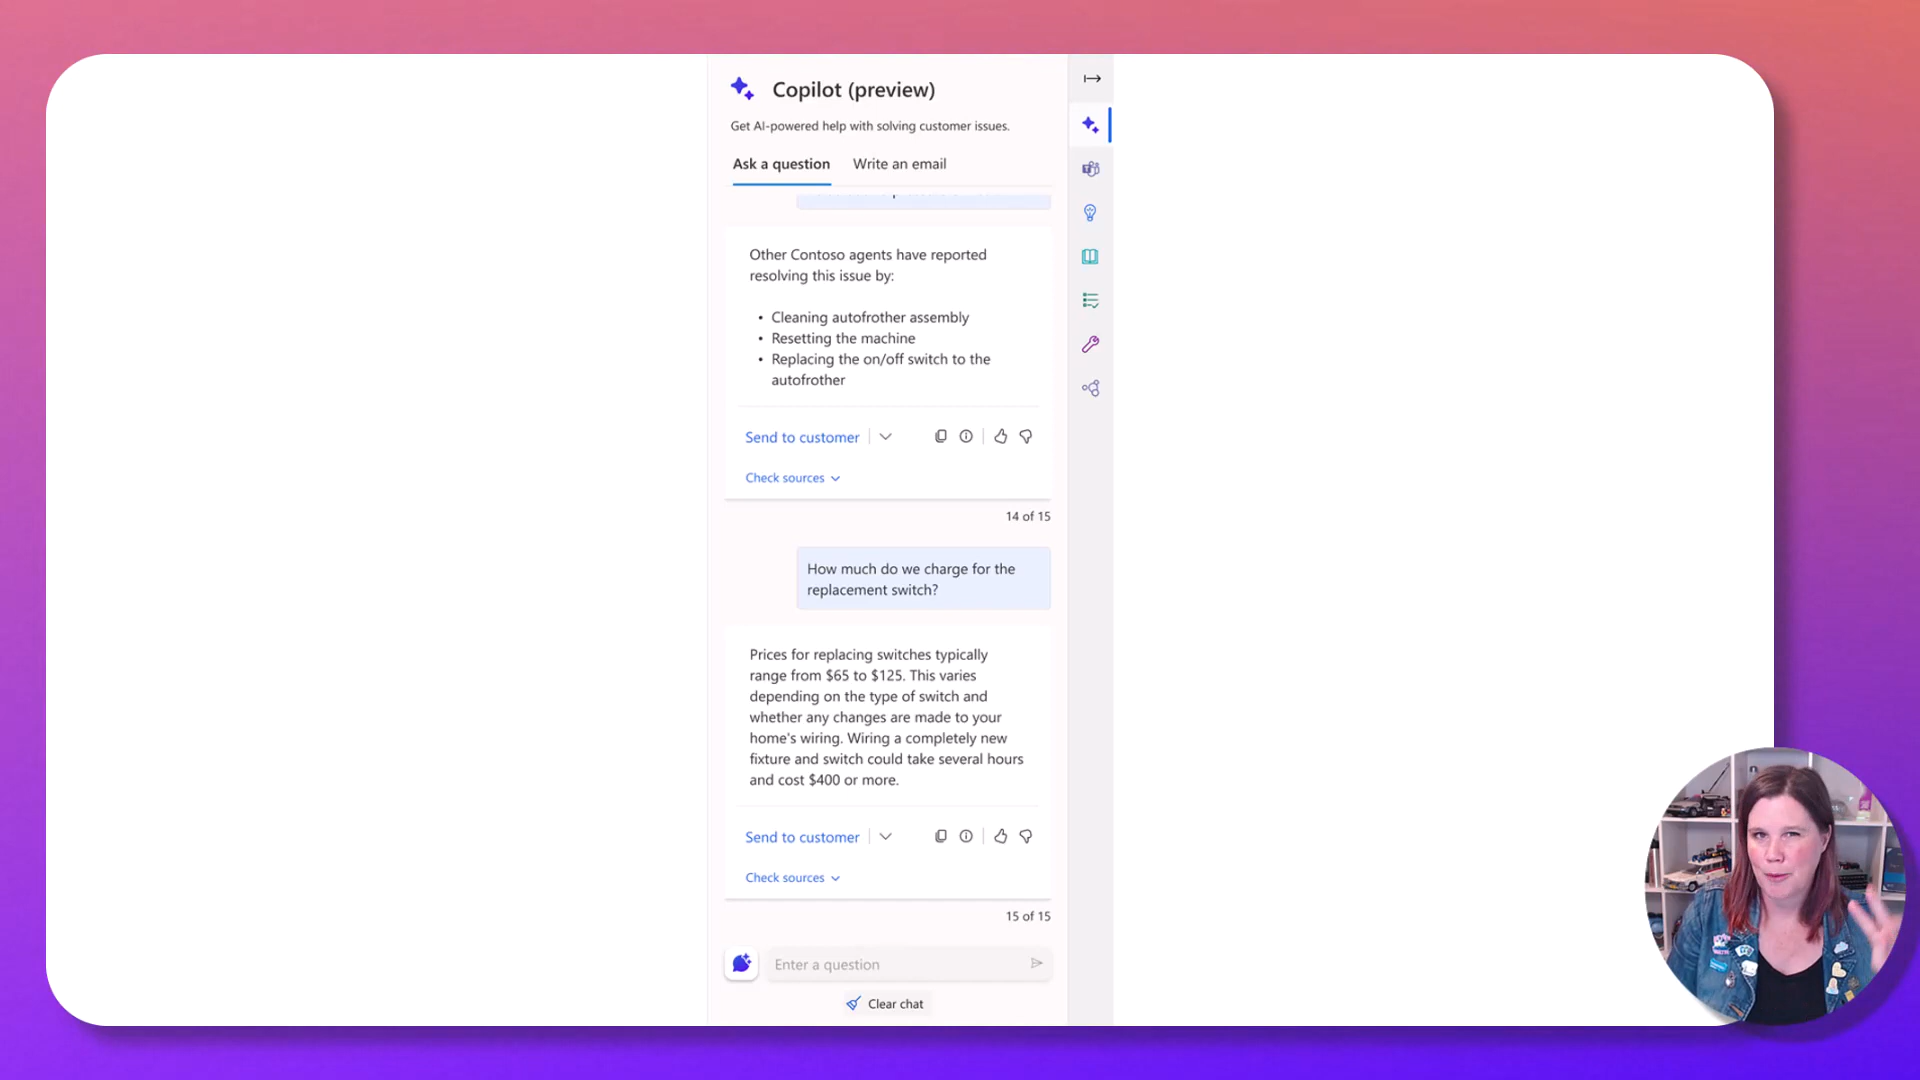 Copilot (preview)
Get AI-powered help with solving customer issues.
Ask a question
Write an email
Other Contoso agents have reported
resolving this issue by:
• Cleaning autofrother assembly
• Resetting the machine
• Replacing the on/off switch to the
autofrother
Send to customer
Check sources
14 of 15
How much do we charge for the
replacement switch?
Prices for replacing switches typically
range from $65 to $125. This varies
depending on the type of switch and
whether any changes are made to your
home's wiring. Wiring a completely new
fixture and switch could take several hours
and cost $400 or more.
Send to customer
Check sources
15 of 15
Enter a question
Clear chat